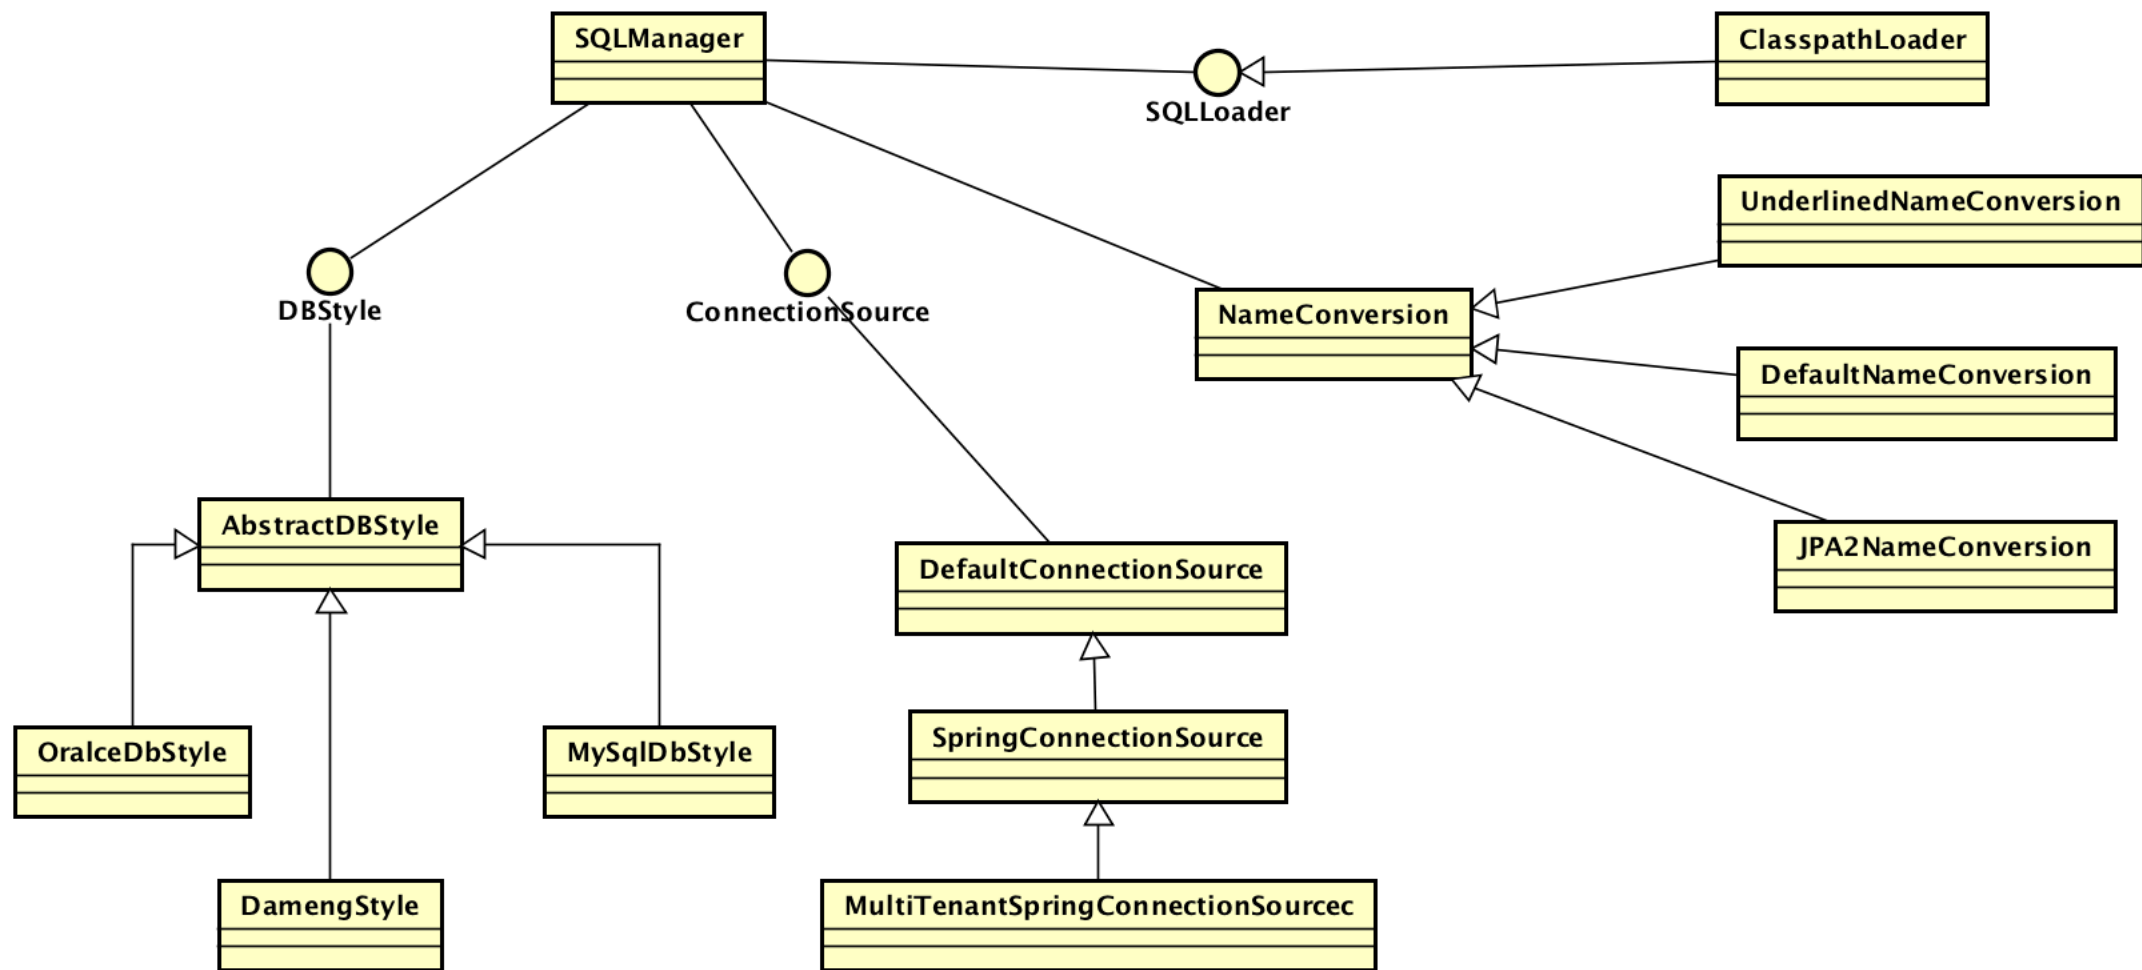 SQLManager
ClasspathLoader
SQLLoader
UnderlinedNameConversion
DBStyle
ConnectionSource
NameConversion
DefaultNameConversion
AbstractDBStyle
DefaultConnectionSource
JPA2NameConversion
OralceDbStyle
MySqlDbStyle
SpringConnectionSource
DamengStyle
MultiTenantSpringConnectionSourcec